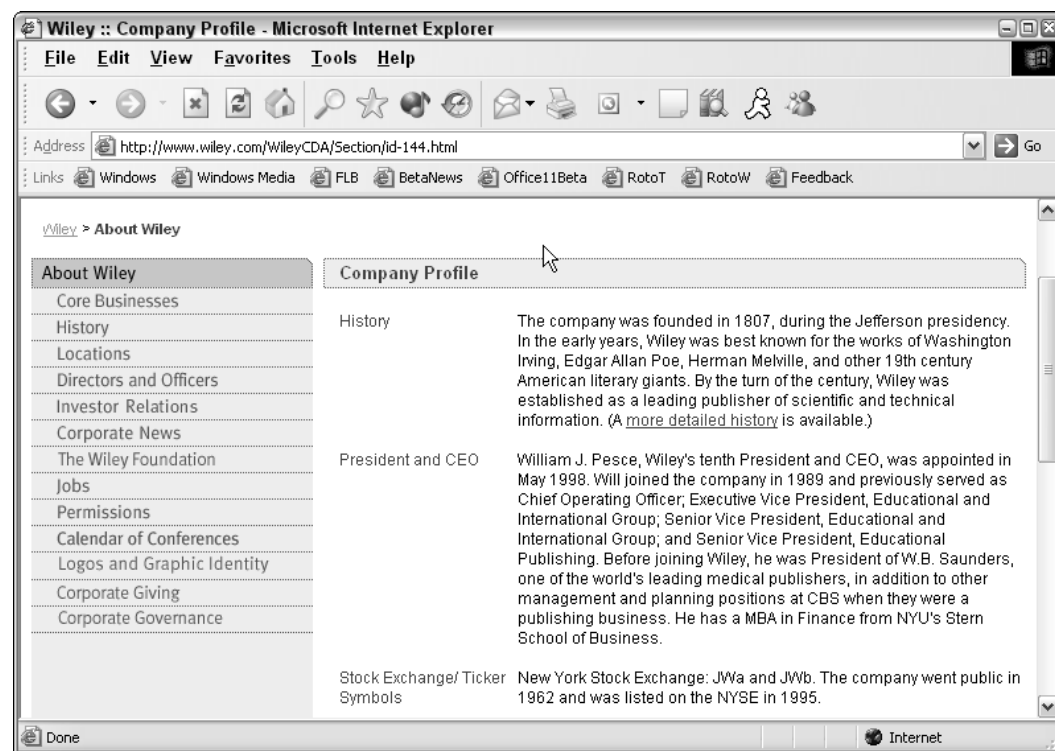 Wiley :: Company Profile - Microsoft Internet Explorer
File Edit View Favorites Tools Help
Address http://www.wiley.com/WileyCDA/Section/id-144.html Go
Links Windows Windows Media FLB BetaNews Office11Beta RotoT RotoW Feedback
Wiley > About Wiley
About Wiley
Core Businesses
History
Locations
Directors and Officers
Investor Relations
Corporate News
The Wiley Foundation
Jobs
Permissions
Calendar of Conferences
Logos and Graphic Identity
Corporate Giving
Corporate Governance
Company Profile
History
The company was founded in 1807, during the Jefferson presidency.
In the early years, Wiley was best known for the works of Washington
Irving, Edgar Allan Poe, Herman Melville, and other 19th century
American literary giants. By the turn of the century, Wiley was
established as a leading publisher of scientific and technical
information. (A more detailed history is available.)
President and CEO
William J. Pesce, Wiley's tenth President and CEO, was appointed in
May 1998. Will joined the company in 1989 and previously served as
Chief Operating Officer; Executive Vice President, Educational and
International Group; Senior Vice President, Educational and
International Group; and Senior Vice President, Educational
Publishing. Before joining Wiley, he was President of W.B. Saunders,
one of the world's leading medical publishers, in addition to other
management and planning positions at CBS when they were a
publishing business. He has a MBA in Finance from NYU's Stern
School of Business.
Stock Exchange/ Ticker
Symbols
New York Stock Exchange: JWa and JWb. The company went public in
1962 and was listed on the NYSE in 1995.
Done Internet